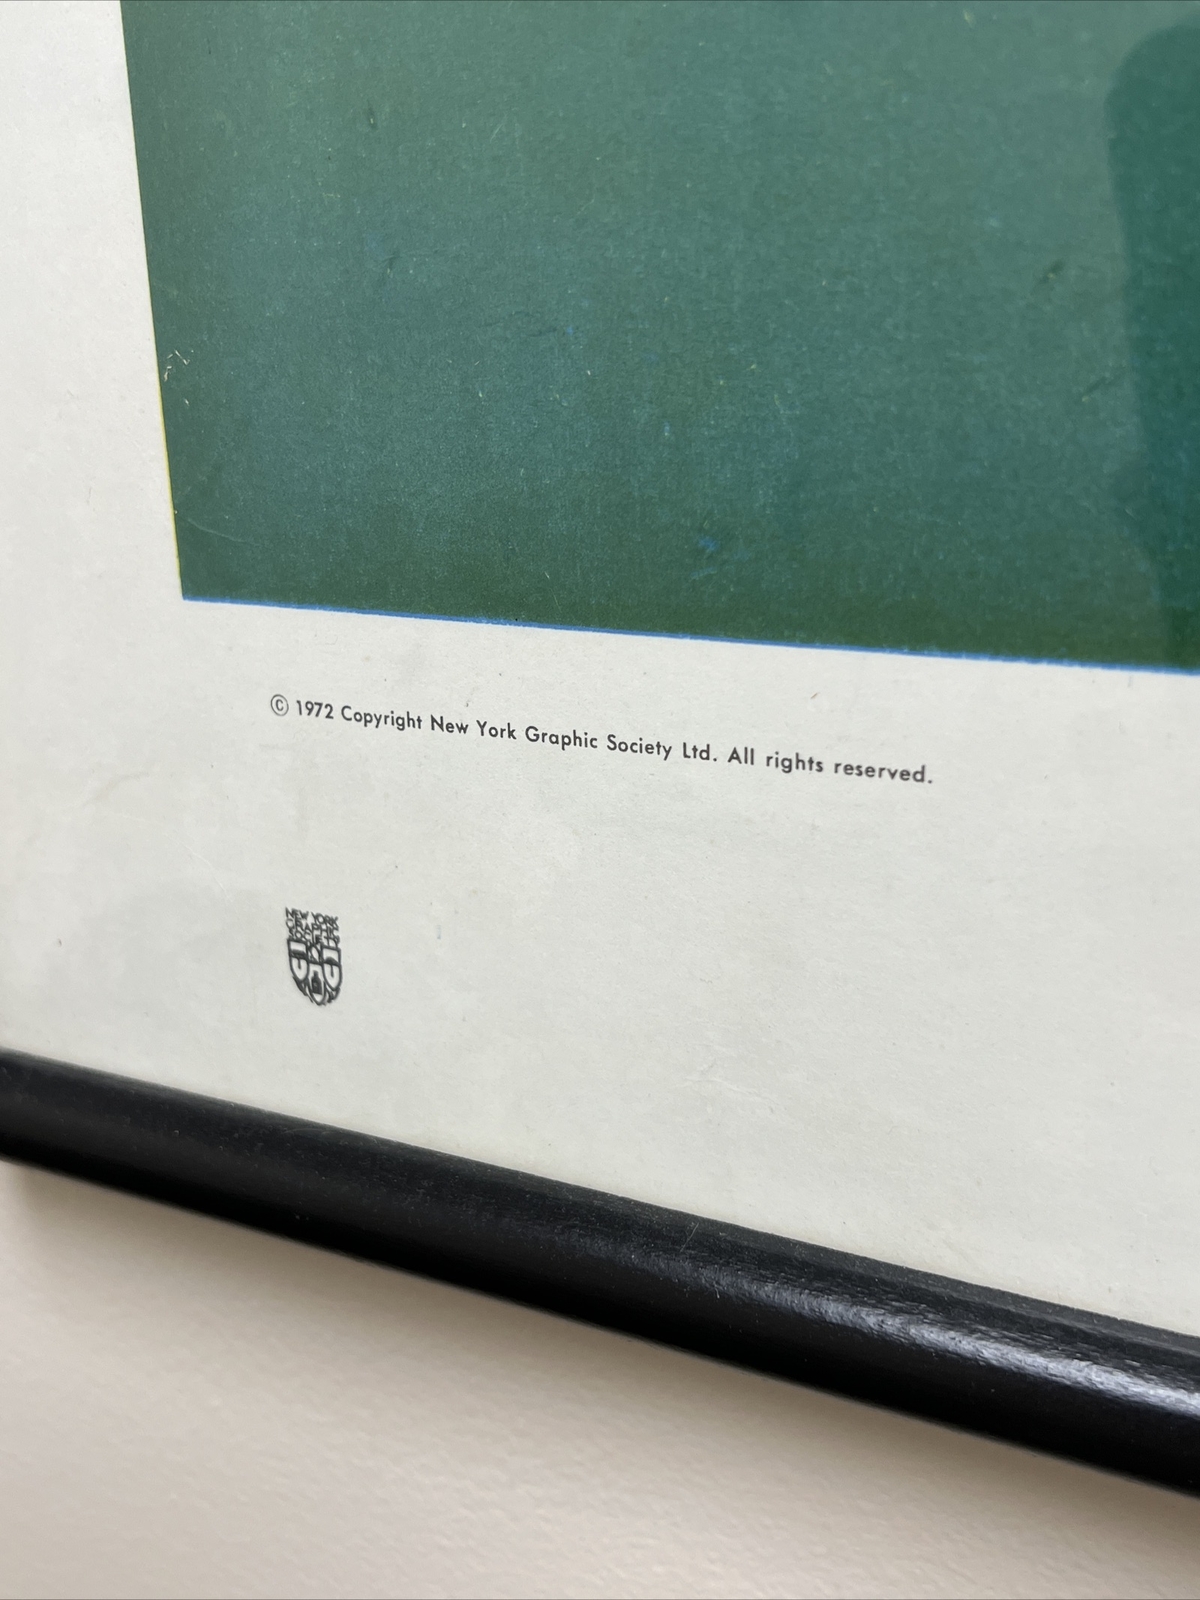 © 1972 Copyright New York Graphic Society Ltd. All rights reserved.
NEW YORK
GRAPHIC
SOCIETY